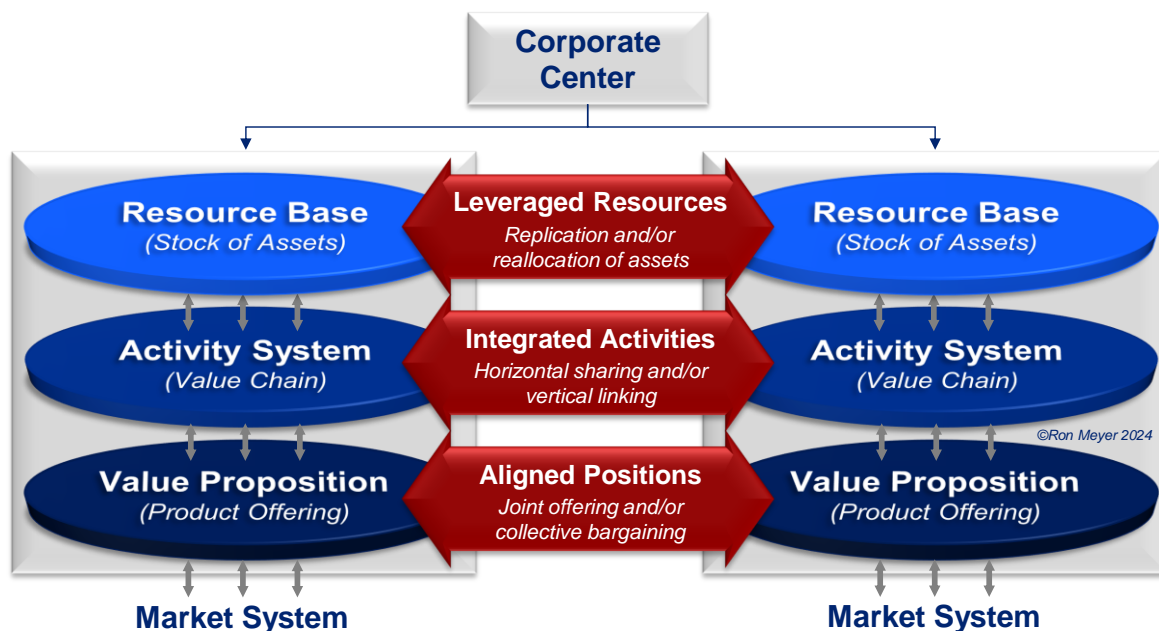 Corporate
Center
Resource Base
(Stock of Assets)
Leveraged Resources
Replication and/or
reallocation of assets
Resource Base
(Stock of Assets)
Activity System
(Value Chain)
Integrated Activities
Horizontal sharing and/or
vertical linking
Activity System
(Value Chain)
©Ron Meyer 2024
Value Proposition
(Product Offering)
Aligned Positions
Joint offering and/or
collective bargaining
Value Proposition
(Product Offering)
Market System
Market System